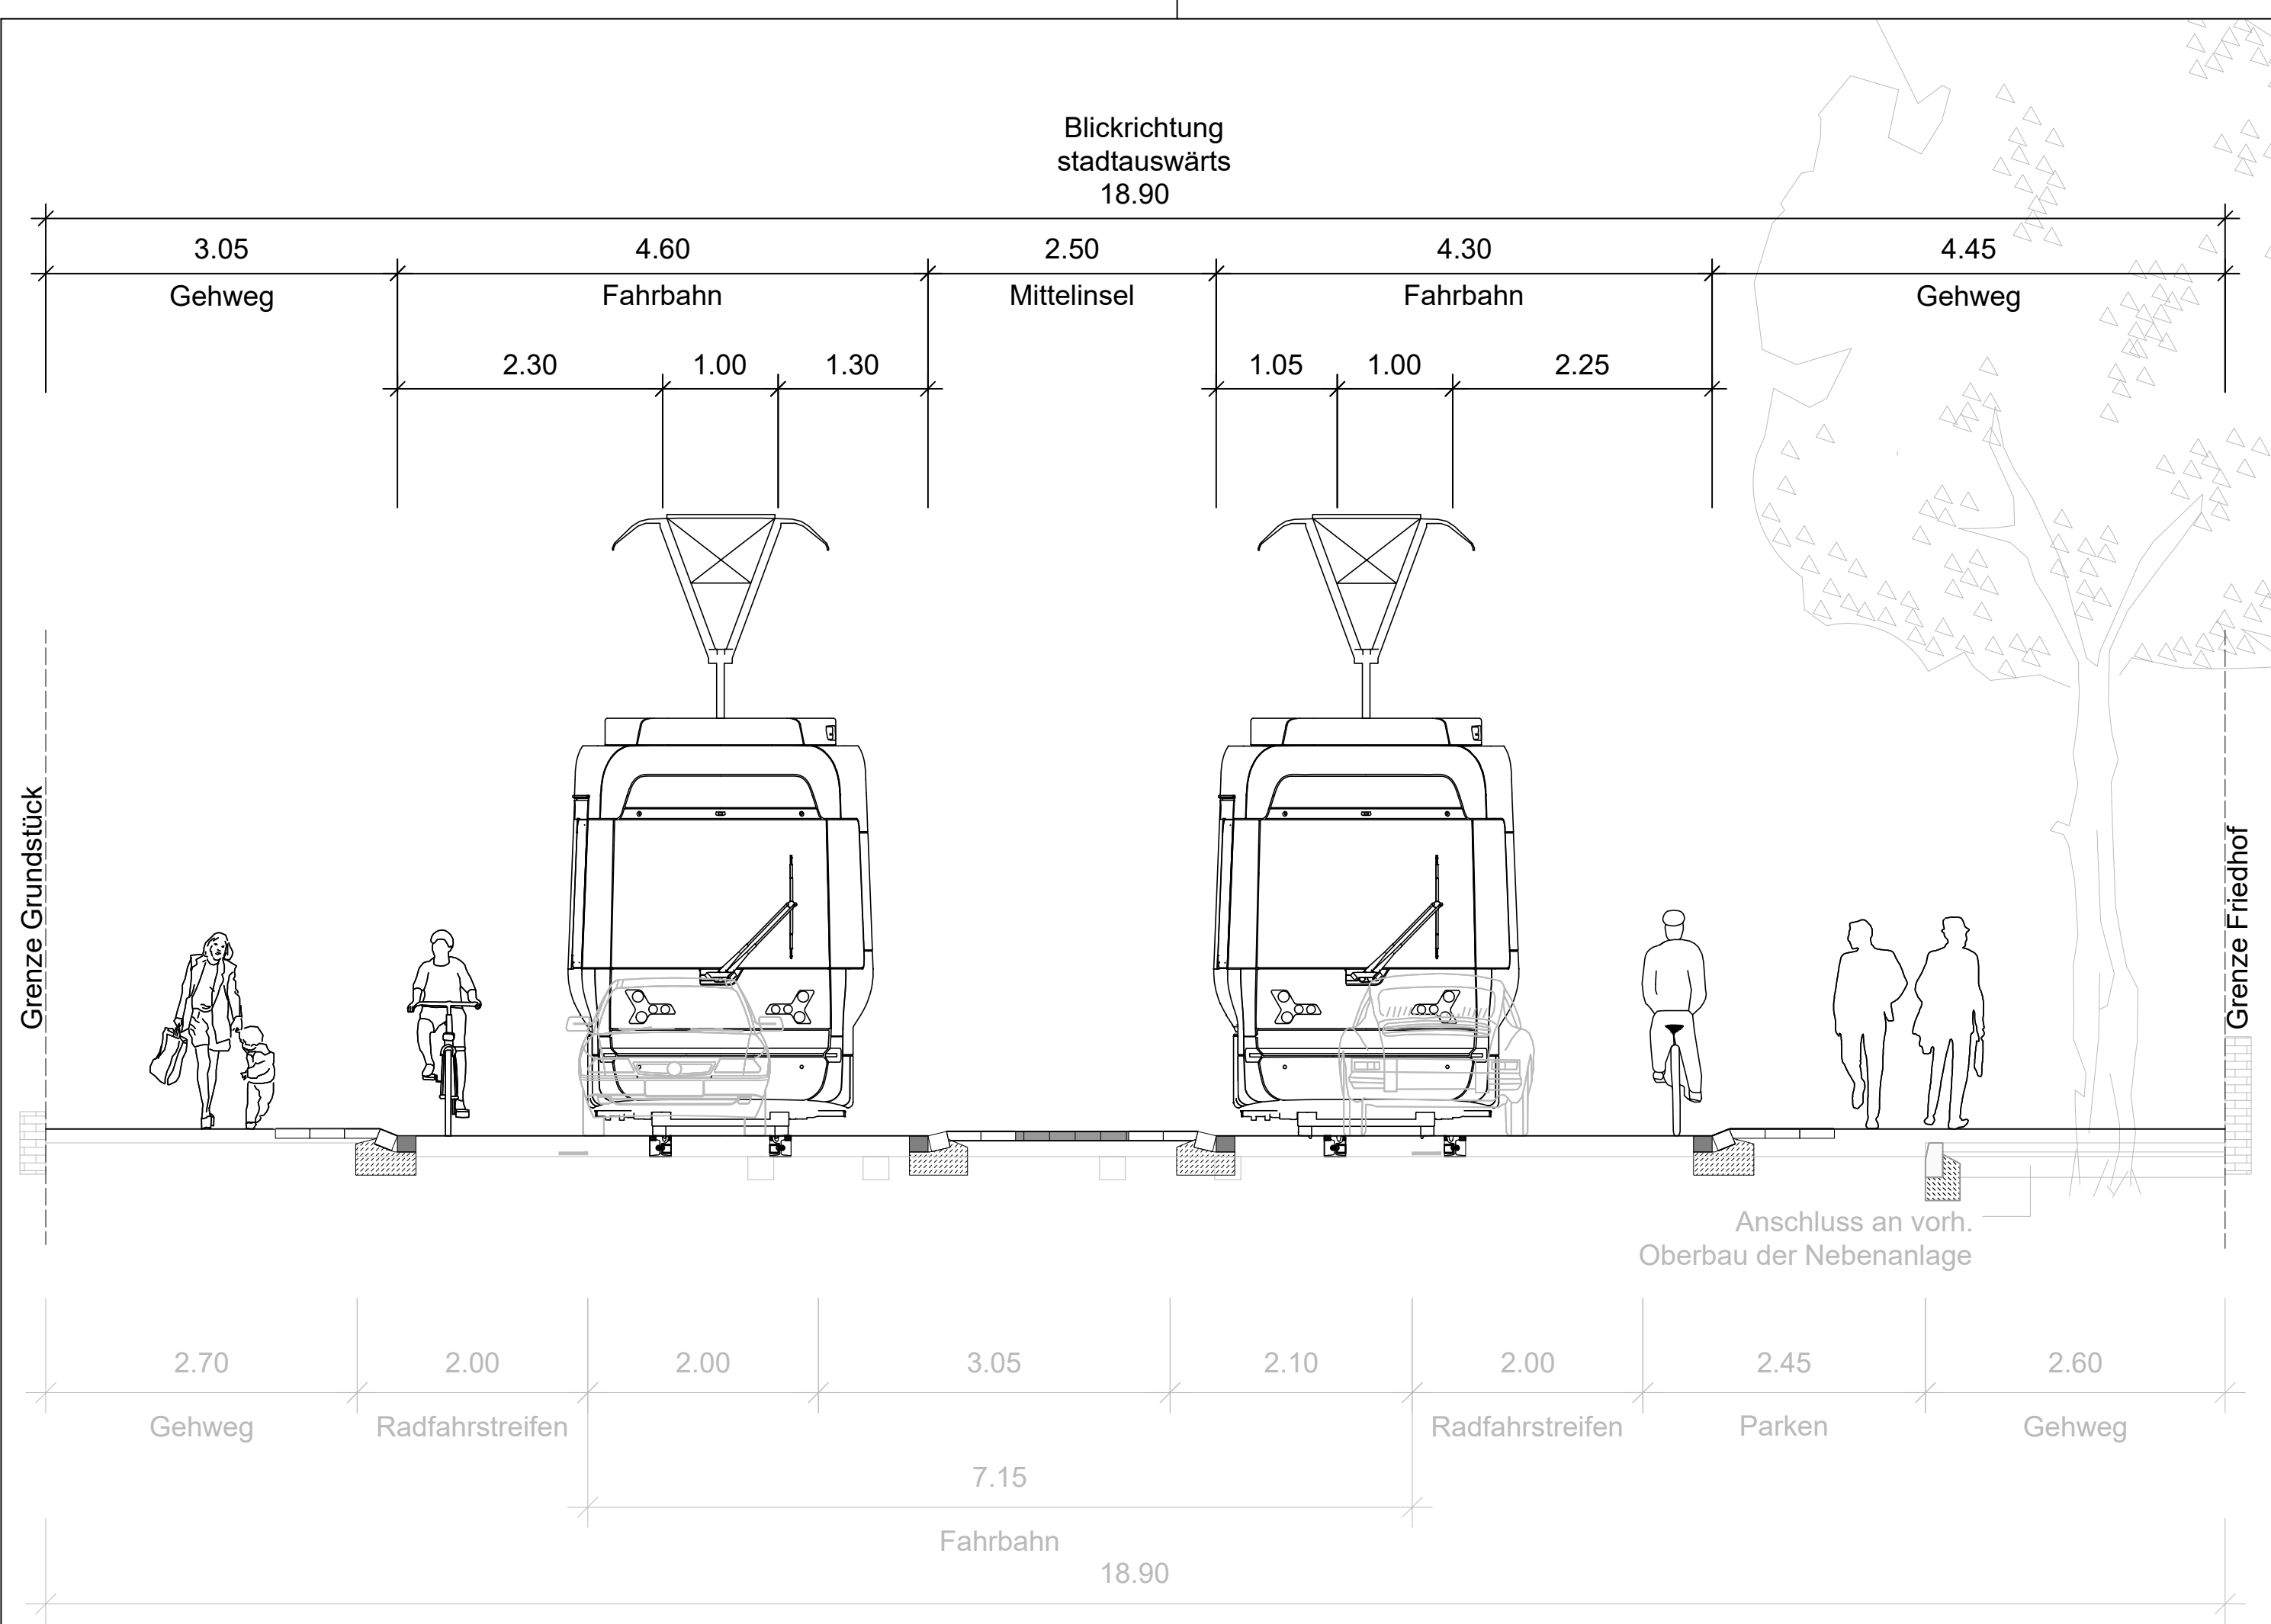 Blickrichtung
stadtauswärts
18.90
3.05 4.60 2.50 4.30 4.45
Gehweg Fahrbahn Mittelinsel Fahrbahn Gehweg
2.30 1.00 1.30 1.05 1.00 2.25
Grenze Grundstück
Grenze Friedhof
Anschluss an vorh.
Oberbau der Nebenanlage
2.70 2.00 2.00 3.05 2.10 2.00 2.45 2.60
Gehweg Radfahrstreifen Radfahrstreifen Parken Gehweg
7.15
Fahrbahn
18.90